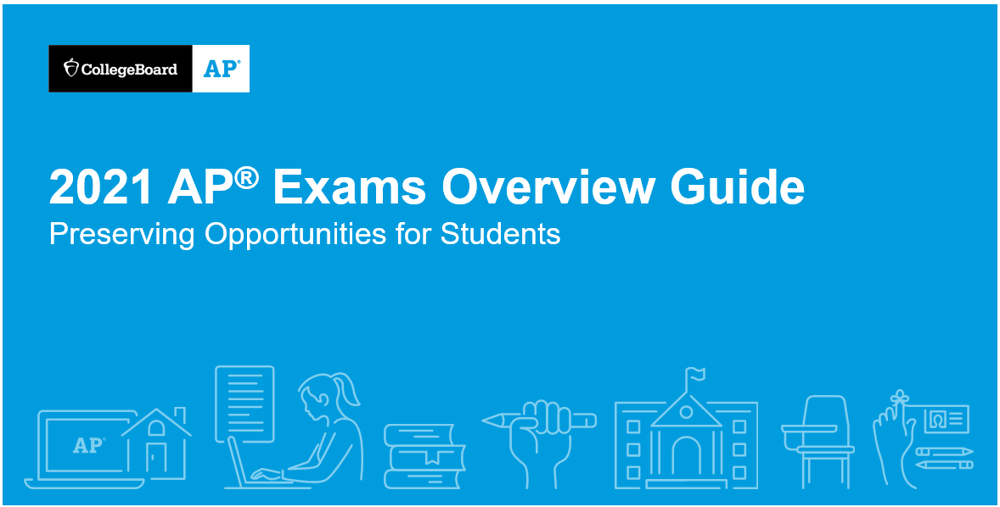 CollegeBoard AP®
2021 AP® Exams Overview Guide
Preserving Opportunities for Students
AP®